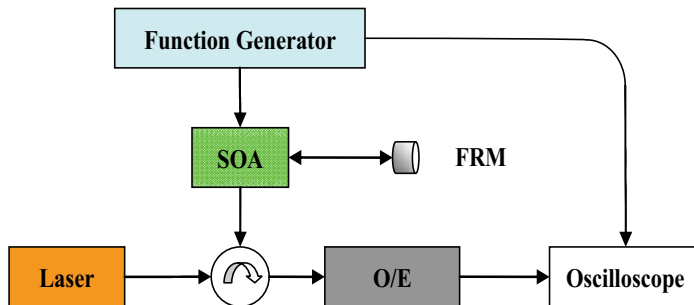 Function Generator
SOA
FRM
Laser
O/E
Oscilloscope